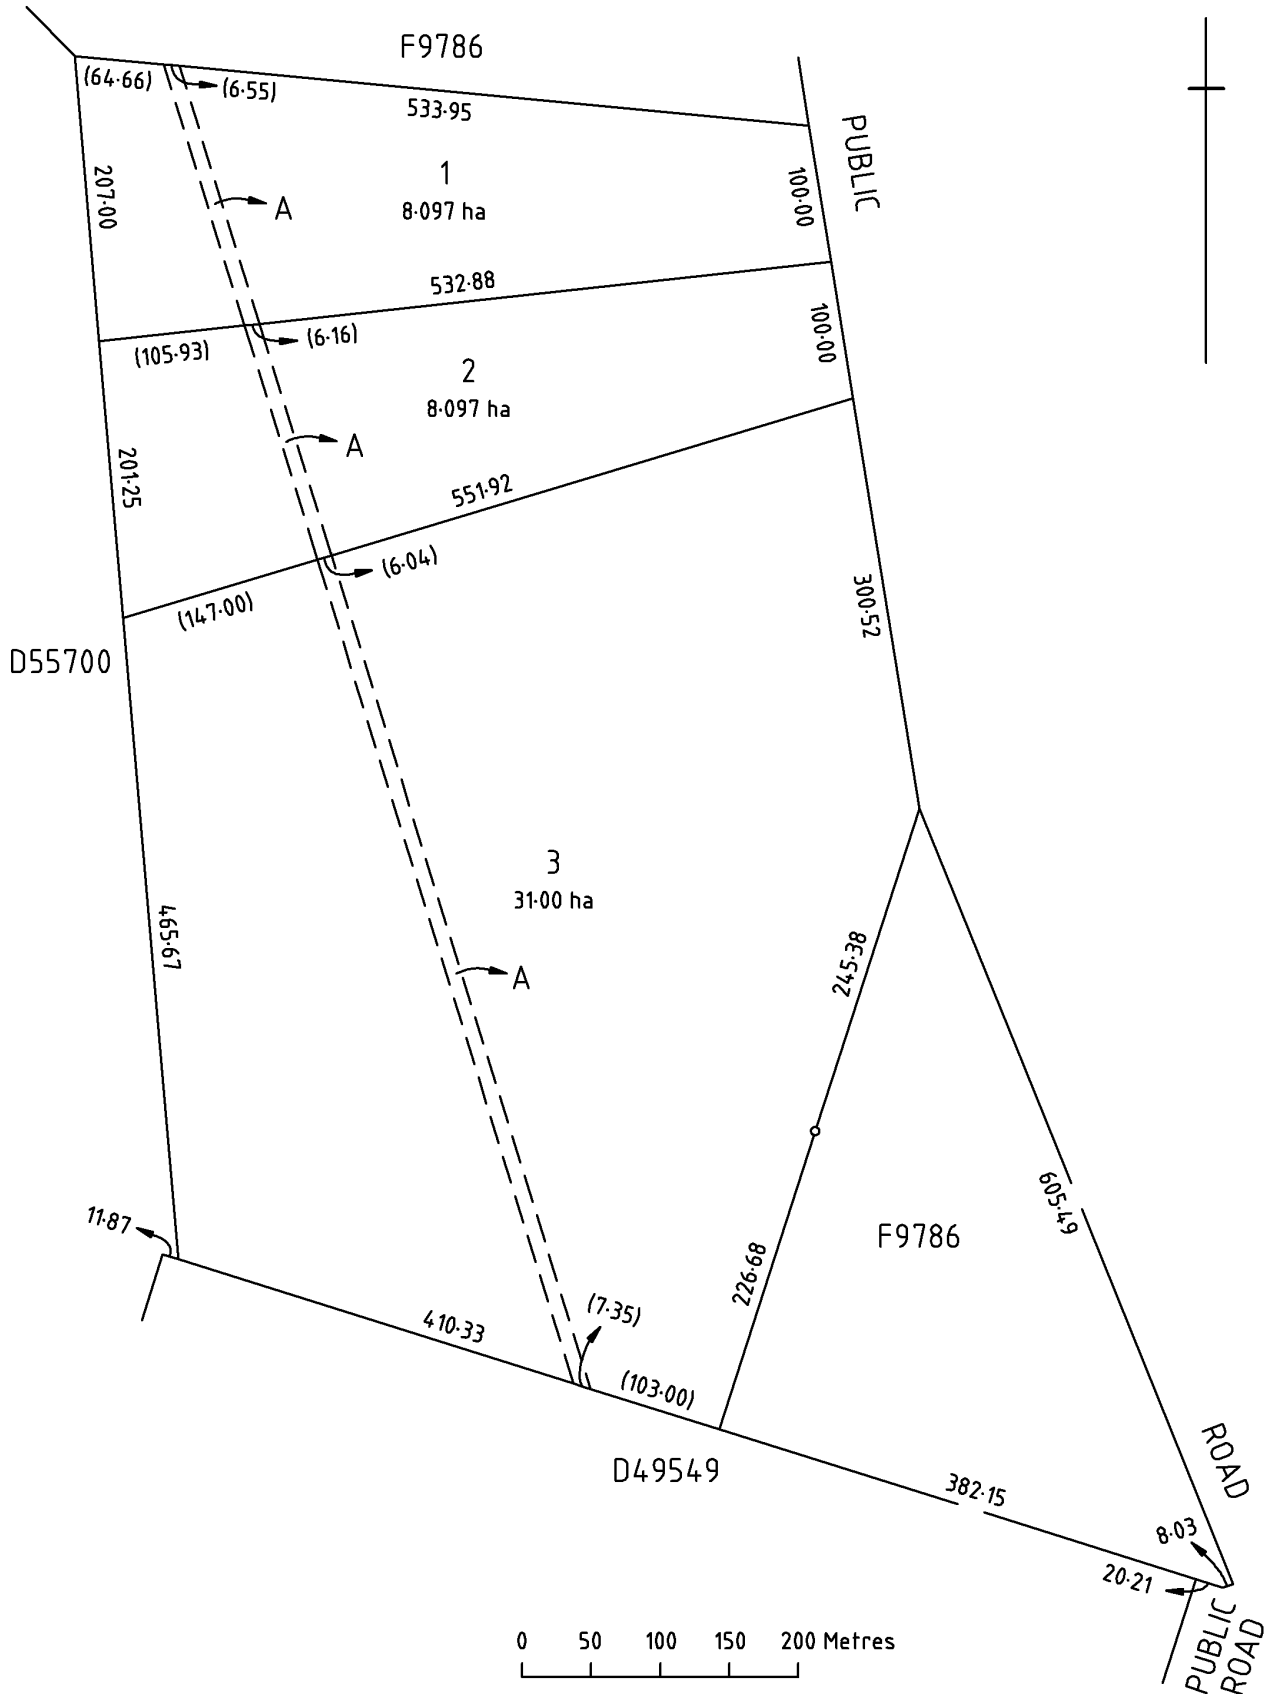 F9786
(64·66)
(6·55)
533·95
PUBLIC
207·00
1
8·097 ha
100·00
A
532·88
(105·93)
(6·16)
100·00
2
8·097 ha
A
201·25
551·92
(6·04)
(147·00)
300·52
D55700
3
31·00 ha
465·67
245·38
A
11·87
605·49
F9786
226·68
(7·35)
410·33
(103·00)
D49549
382·15
ROAD
8·03
20·21
PUBLIC
ROAD
0 50 100 150 200 Metres